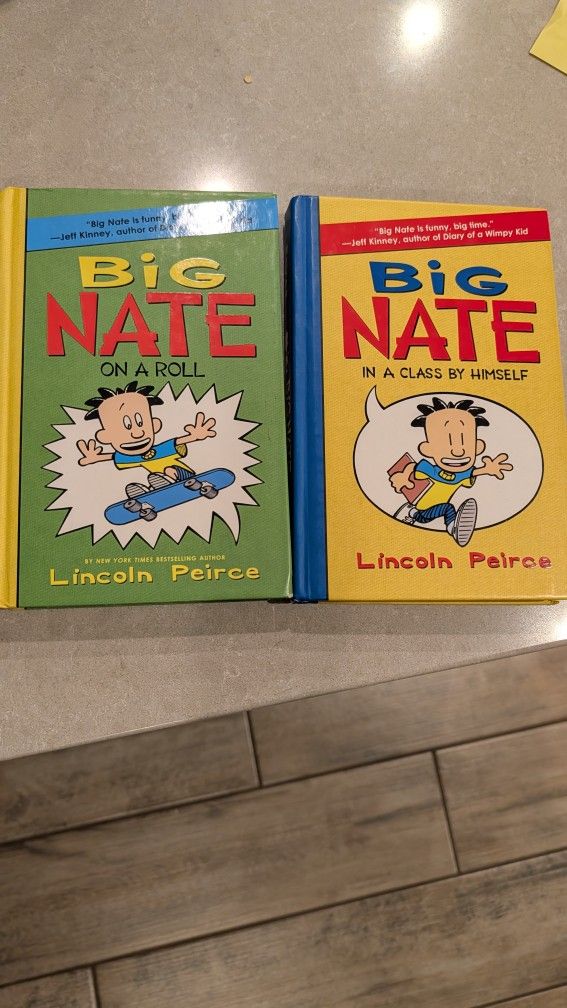 "Big Nate is funny, b
—Jeff Kinney, author of D
BiG
NATE
ON A ROLL
BY NEW YORK TIMES BESTSELLING AUTHOR
Lincoln Peirce
"Big Nate is funny, big time."
—Jeff Kinney, author of Diary of a Wimpy Kid
BiG
NATE
IN A CLASS BY HIMSELF
Lincoln Peirce